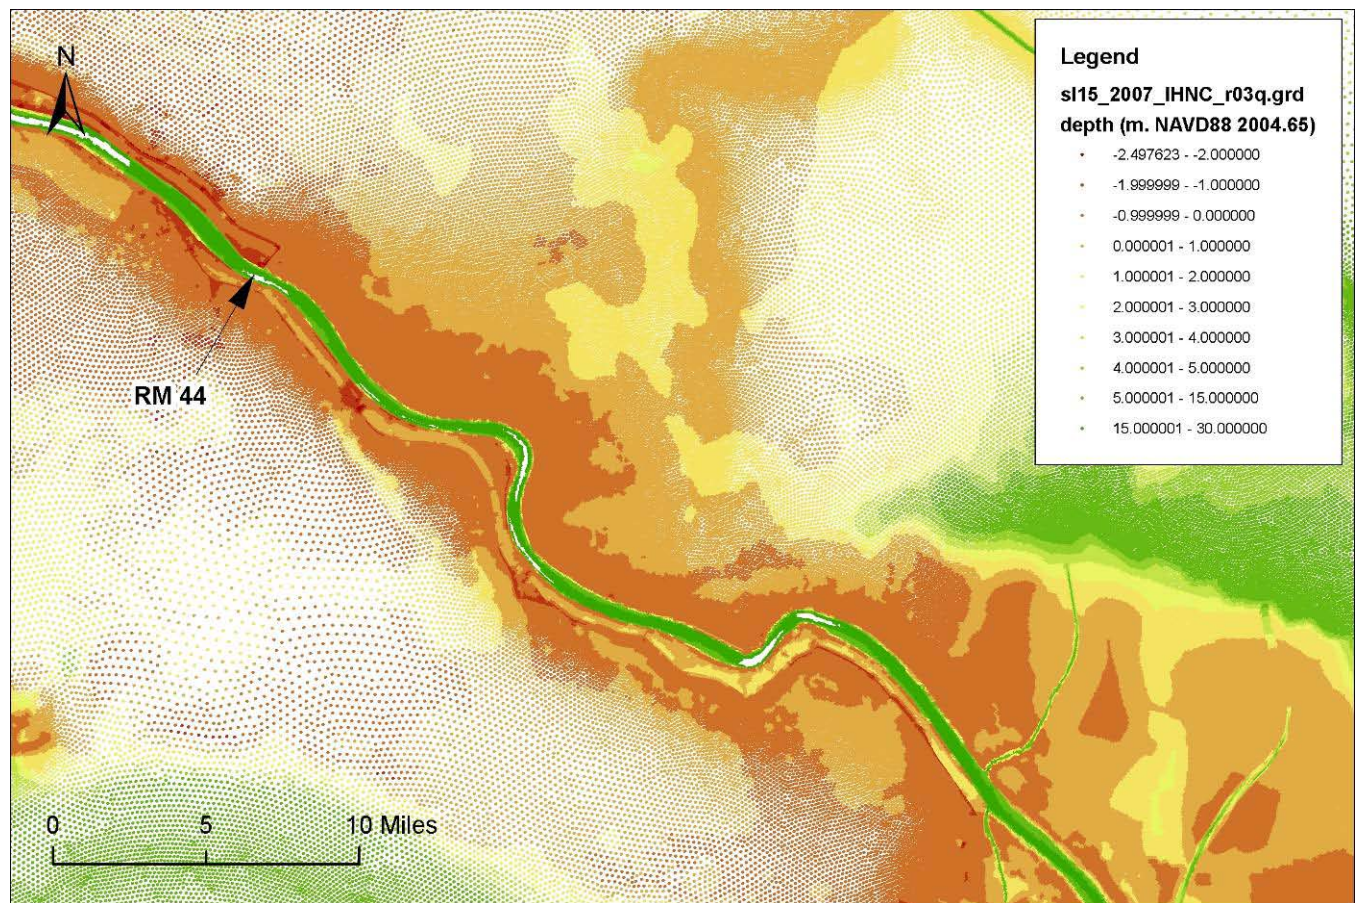 N
RM 44
0 5 10 Miles
Legend
sl15_2007_IHNC_r03q.grd
depth (m. NAVD88 2004.65)
-2.497623 - -2.000000
-1.999999 - -1.000000
-0.999999 - 0.000000
0.000001 - 1.000000
1.000001 - 2.000000
2.000001 - 3.000000
3.000001 - 4.000000
4.000001 - 5.000000
5.000001 - 15.000000
15.000001 - 30.000000